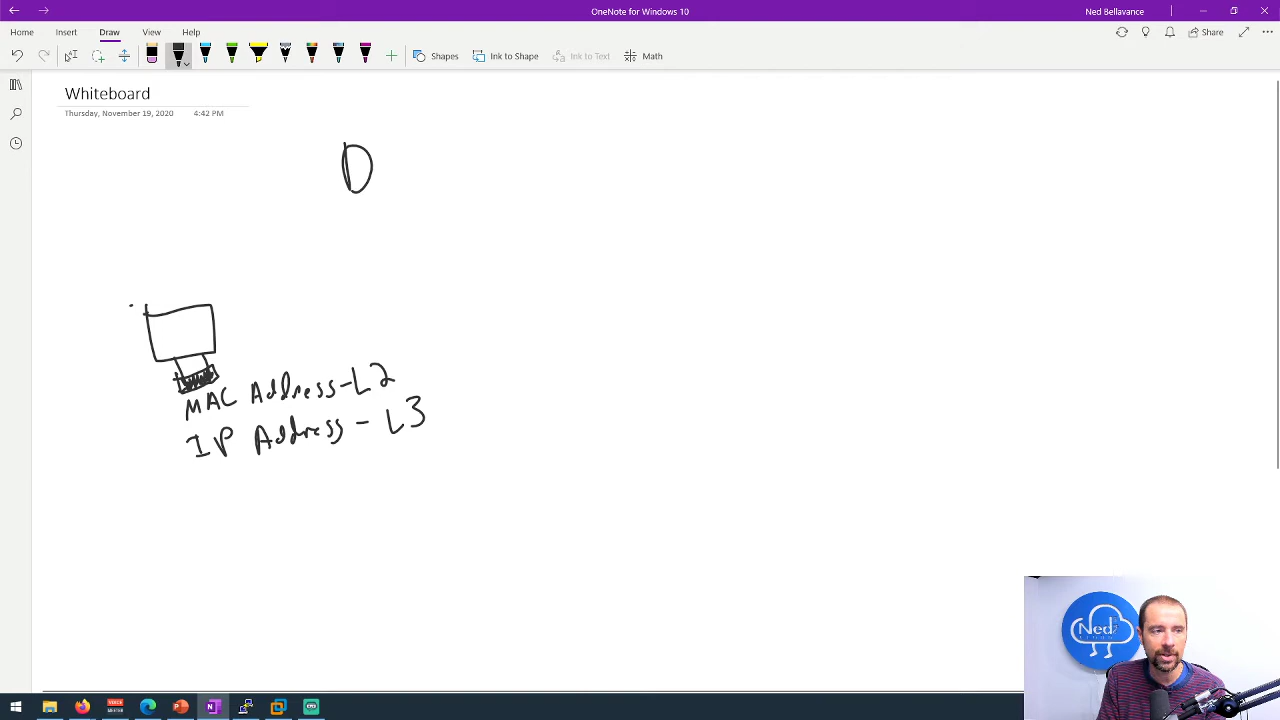 OneNote for Windows 10
Ned Bellavance
Home
Insert
Draw
View
Help
Share
Shapes
Ink to Shape
Ink to Text
Math
Whiteboard
Thursday, November 19, 2020
4:42 PM
D
MAC Address-L2
IP Address - L3
Ned